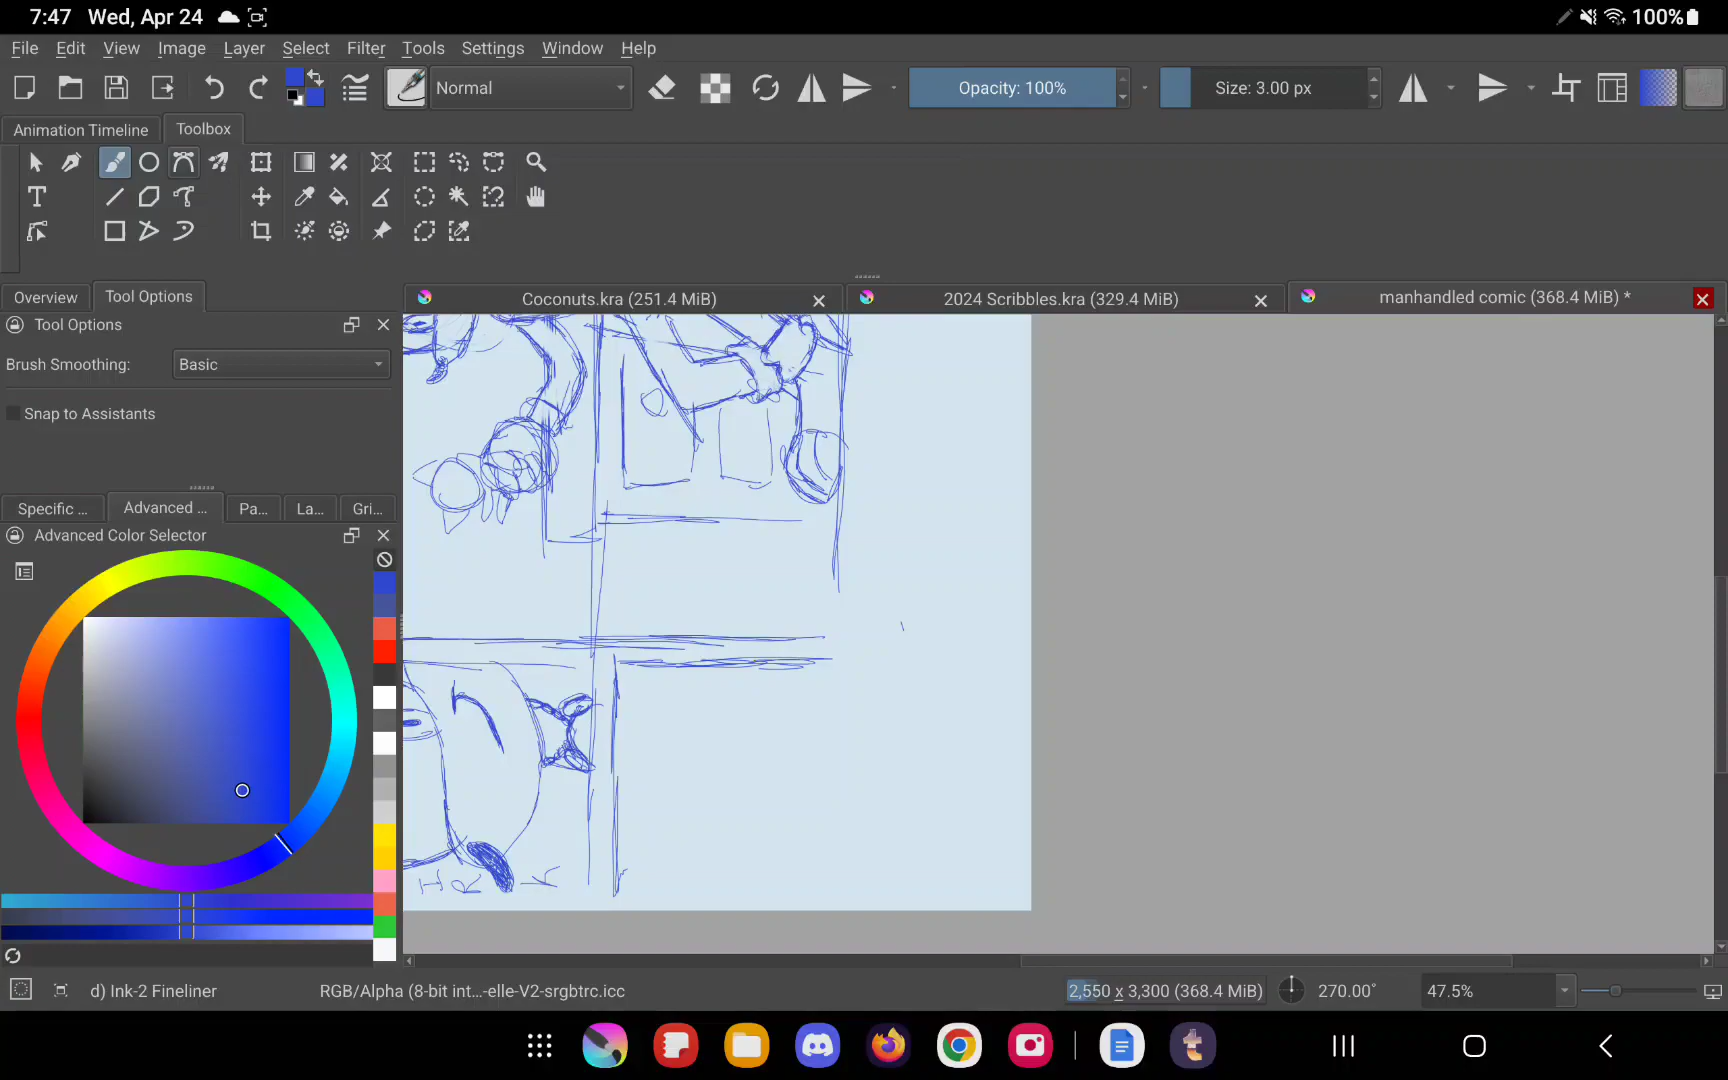 7:47 Wed, Apr 24 100%
File Edit View Image Layer Select Filter Tools Settings Window Help
Normal Opacity: 100% Size: 3.00 px
Animation Timeline Toolbox
Overview Tool Options
Coconuts.kra (251.4 MiB) 2024 Scribbles.kra (329.4 MiB) manhandled comic (368.4 MiB) *
Tool Options
Brush Smoothing: Basic
Snap to Assistants
Specific ... Advanced ... Pa... La... Gri...
Advanced Color Selector
d) Ink-2 Fineliner RGB/Alpha (8-bit int...-elle-V2-srgbtrc.icc 2,550 x 3,300 (368.4 MiB) 270.00° 47.5%